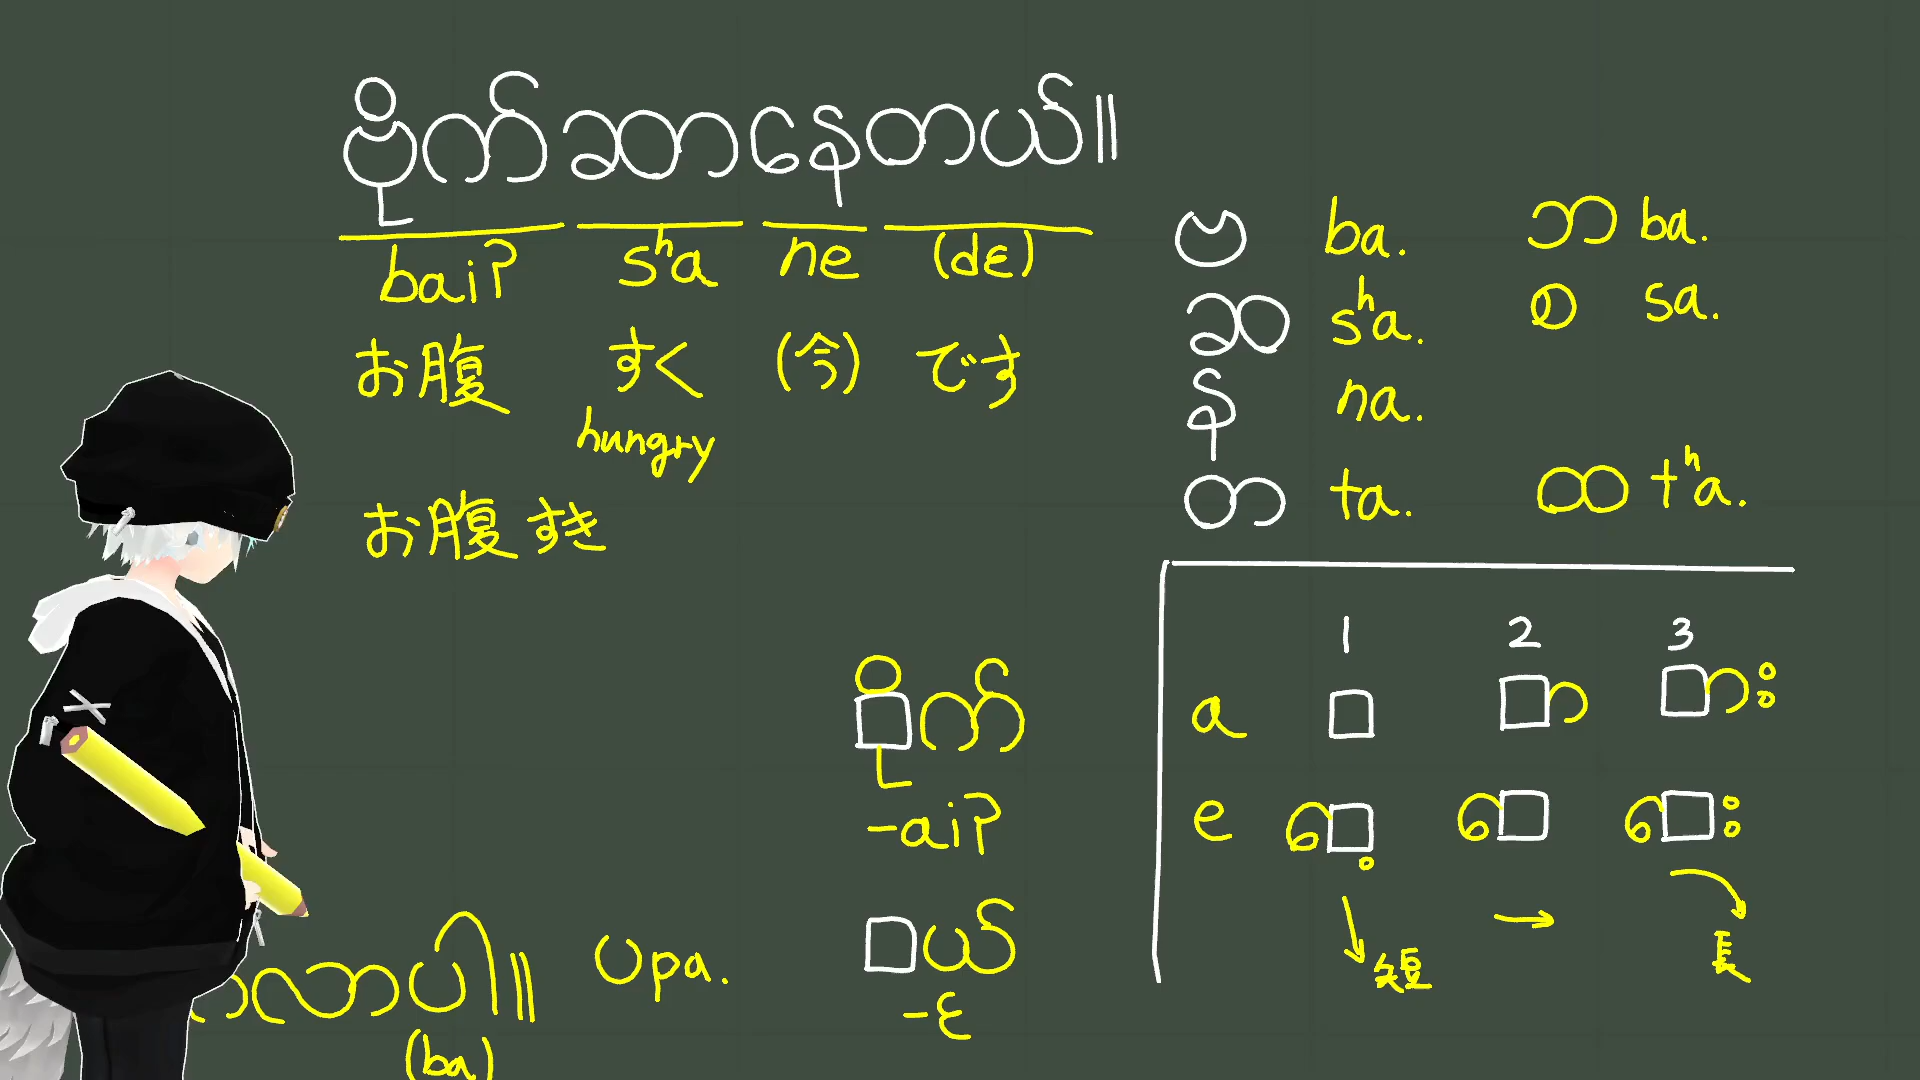 ဗိုက်ဆာနေတယ်။
baiʔ sʰa ne (dɛ)
お腹 すく (今) です
hungry
お腹 すき
ဗ ba. ဘ ba.
ဆ sʰa. စ sa.
န na.
တ ta. ထ tʰa.
1 2 3
a □ □ာ □ား
e ေ□့ ေ□ ေ□း
↘短 → 長
□ိုက်
-aiʔ
□ယ်
-ɛ
လာပါ။ ပ pa.
(ba)